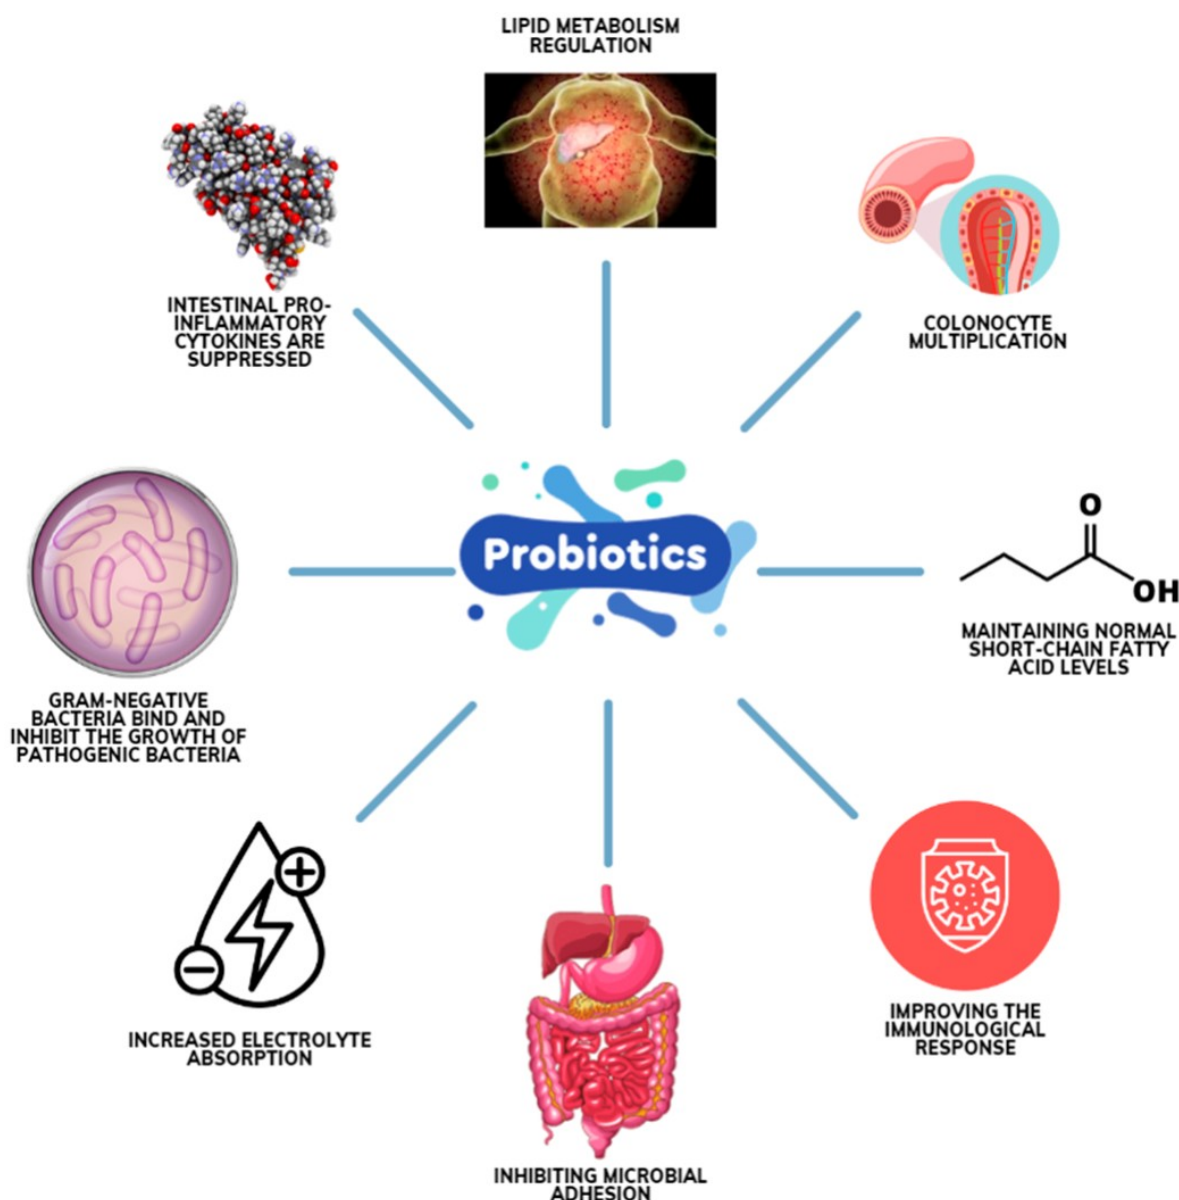 LIPID METABOLISM
REGULATION
INTESTINAL PRO-
INFLAMMATORY
CYTOKINES ARE
SUPPRESSED
COLONOCYTE
MULTIPLICATION
Probiotics
O
OH
MAINTAINING NORMAL
SHORT-CHAIN FATTY
ACID LEVELS
GRAM-NEGATIVE
BACTERIA BIND AND
INHIBIT THE GROWTH OF
PATHOGENIC BACTERIA
INCREASED ELECTROLYTE
ABSORPTION
IMPROVING THE
IMMUNOLOGICAL
RESPONSE
INHIBITING MICROBIAL
ADHESION